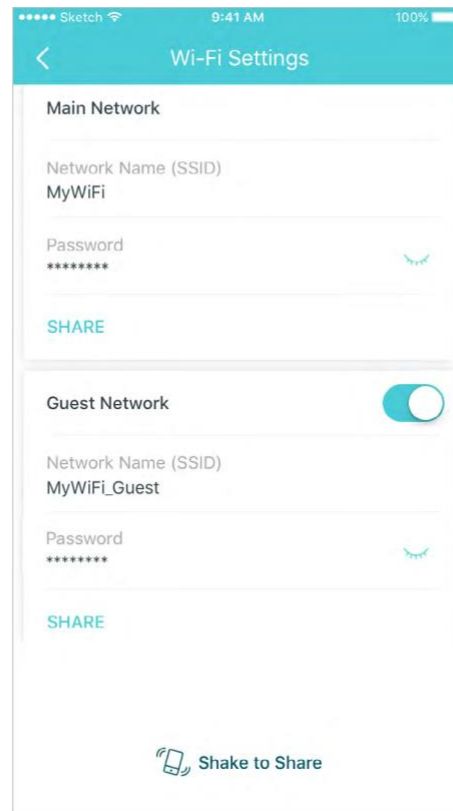 Sketch 9:41 AM 100%
Wi-Fi Settings
Main Network
Network Name (SSID)
MyWiFi
Password
********
SHARE
Guest Network
Network Name (SSID)
MyWiFi_Guest
Password
********
SHARE
Shake to Share